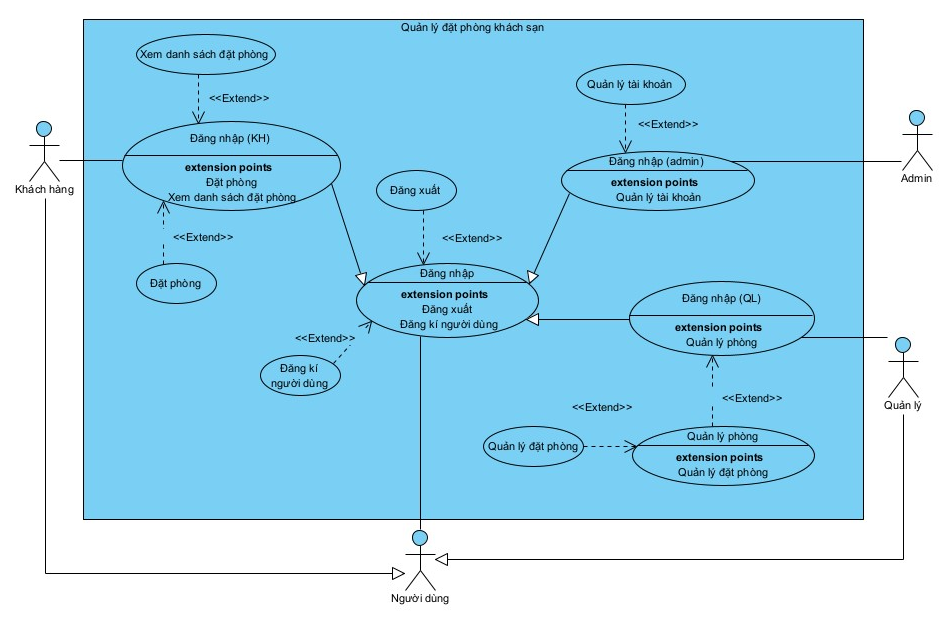 Quản lý đặt phòng khách sạn
Xem danh sách đặt phòng
<<Extend>>
Đăng nhập (KH)
extension points
Đặt phòng
Xem danh sách đặt phòng
<<Extend>>
Đặt phòng
Khách hàng
Đăng xuất
<<Extend>>
Đăng nhập
extension points
Đăng xuất
Đăng kí người dùng
<<Extend>>
Đăng kí
người dùng
Quản lý tài khoản
<<Extend>>
Đăng nhập (admin)
extension points
Quản lý tài khoản
Admin
Đăng nhập (QL)
extension points
Quản lý phòng
Quản lý
<<Extend>>
<<Extend>>
Quản lý đặt phòng
Quản lý phòng
extension points
Quản lý đặt phòng
Người dùng